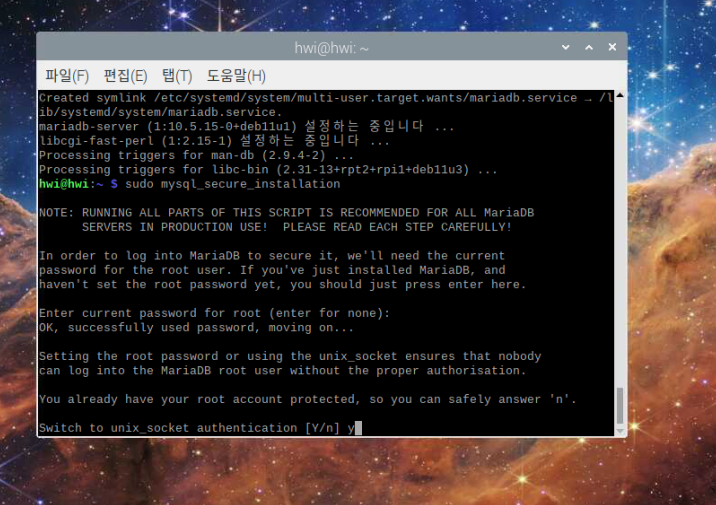 hwi@hwi: ~
파일(F) 편집(E) 탭(T) 도움말(H)
Created symlink /etc/systemd/system/multi-user.target.wants/mariadb.service → /l
ib/systemd/system/mariadb.service.
mariadb-server (1:10.5.15-0+deb11u1) 설정하는 중입니다 ...
libcgi-fast-perl (1:2.15-1) 설정하는 중입니다 ...
Processing triggers for man-db (2.9.4-2) ...
Processing triggers for libc-bin (2.31-13+rpt2+rpi1+deb11u3) ...
hwi@hwi:~ $ sudo mysql_secure_installation
NOTE: RUNNING ALL PARTS OF THIS SCRIPT IS RECOMMENDED FOR ALL MariaDB
SERVERS IN PRODUCTION USE!  PLEASE READ EACH STEP CAREFULLY!
In order to log into MariaDB to secure it, we'll need the current
password for the root user. If you've just installed MariaDB, and
haven't set the root password yet, you should just press enter here.
Enter current password for root (enter for none):
OK, successfully used password, moving on...
Setting the root password or using the unix_socket ensures that nobody
can log into the MariaDB root user without the proper authorisation.
You already have your root account protected, so you can safely answer 'n'.
Switch to unix_socket authentication [Y/n] y